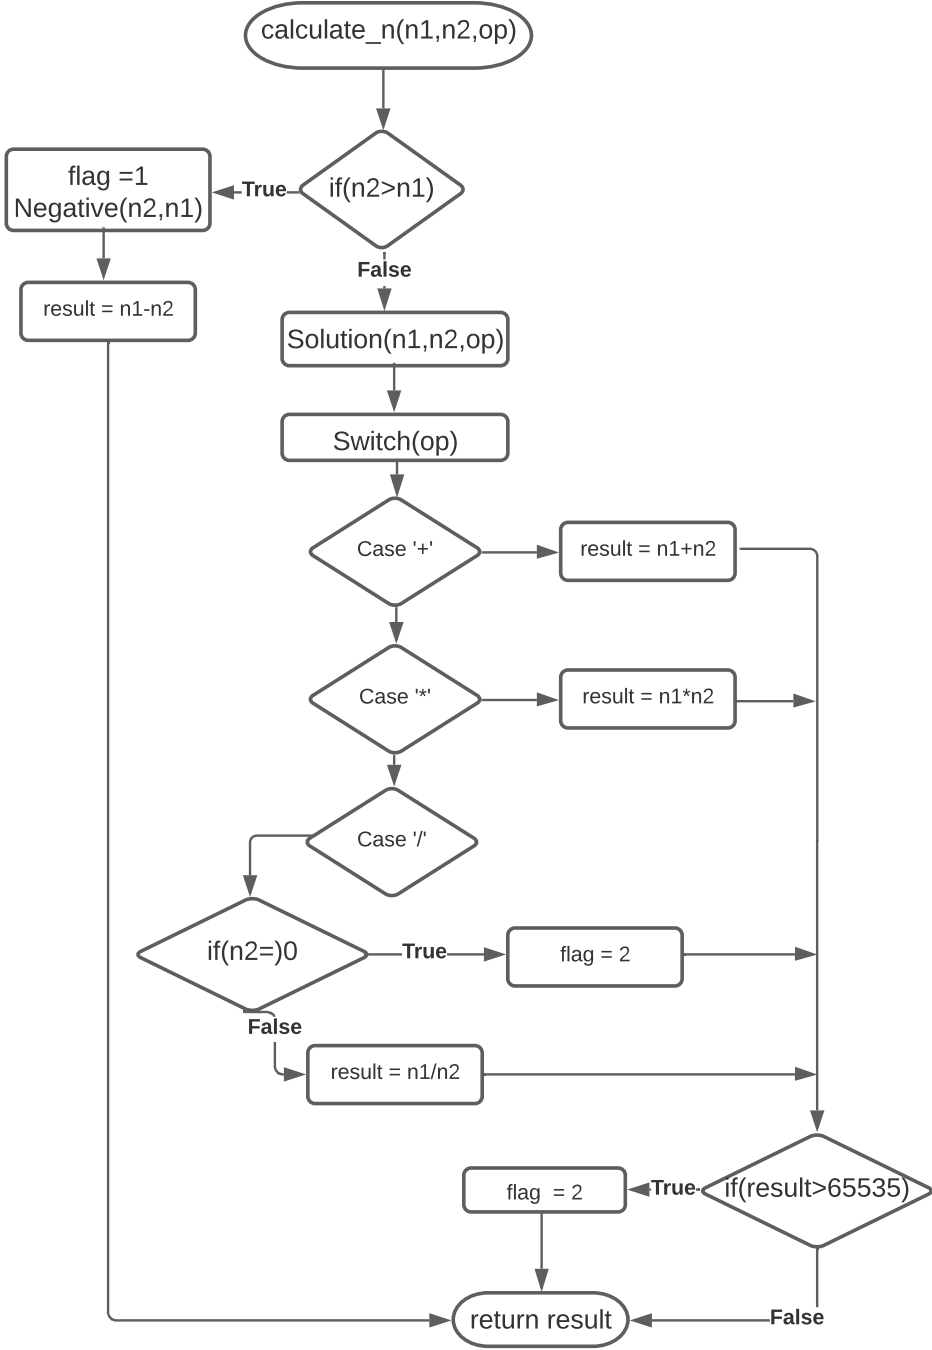 calculate_n(n1,n2,op)
if(n2>n1)
True
flag =1
Negative(n2,n1)
result = n1-n2
False
Solution(n1,n2,op)
Switch(op)
Case '+'
result = n1+n2
Case '*'
result = n1*n2
Case '/'
if(n2=)0
True
flag = 2
False
result = n1/n2
if(result>65535)
True
flag  = 2
False
return result